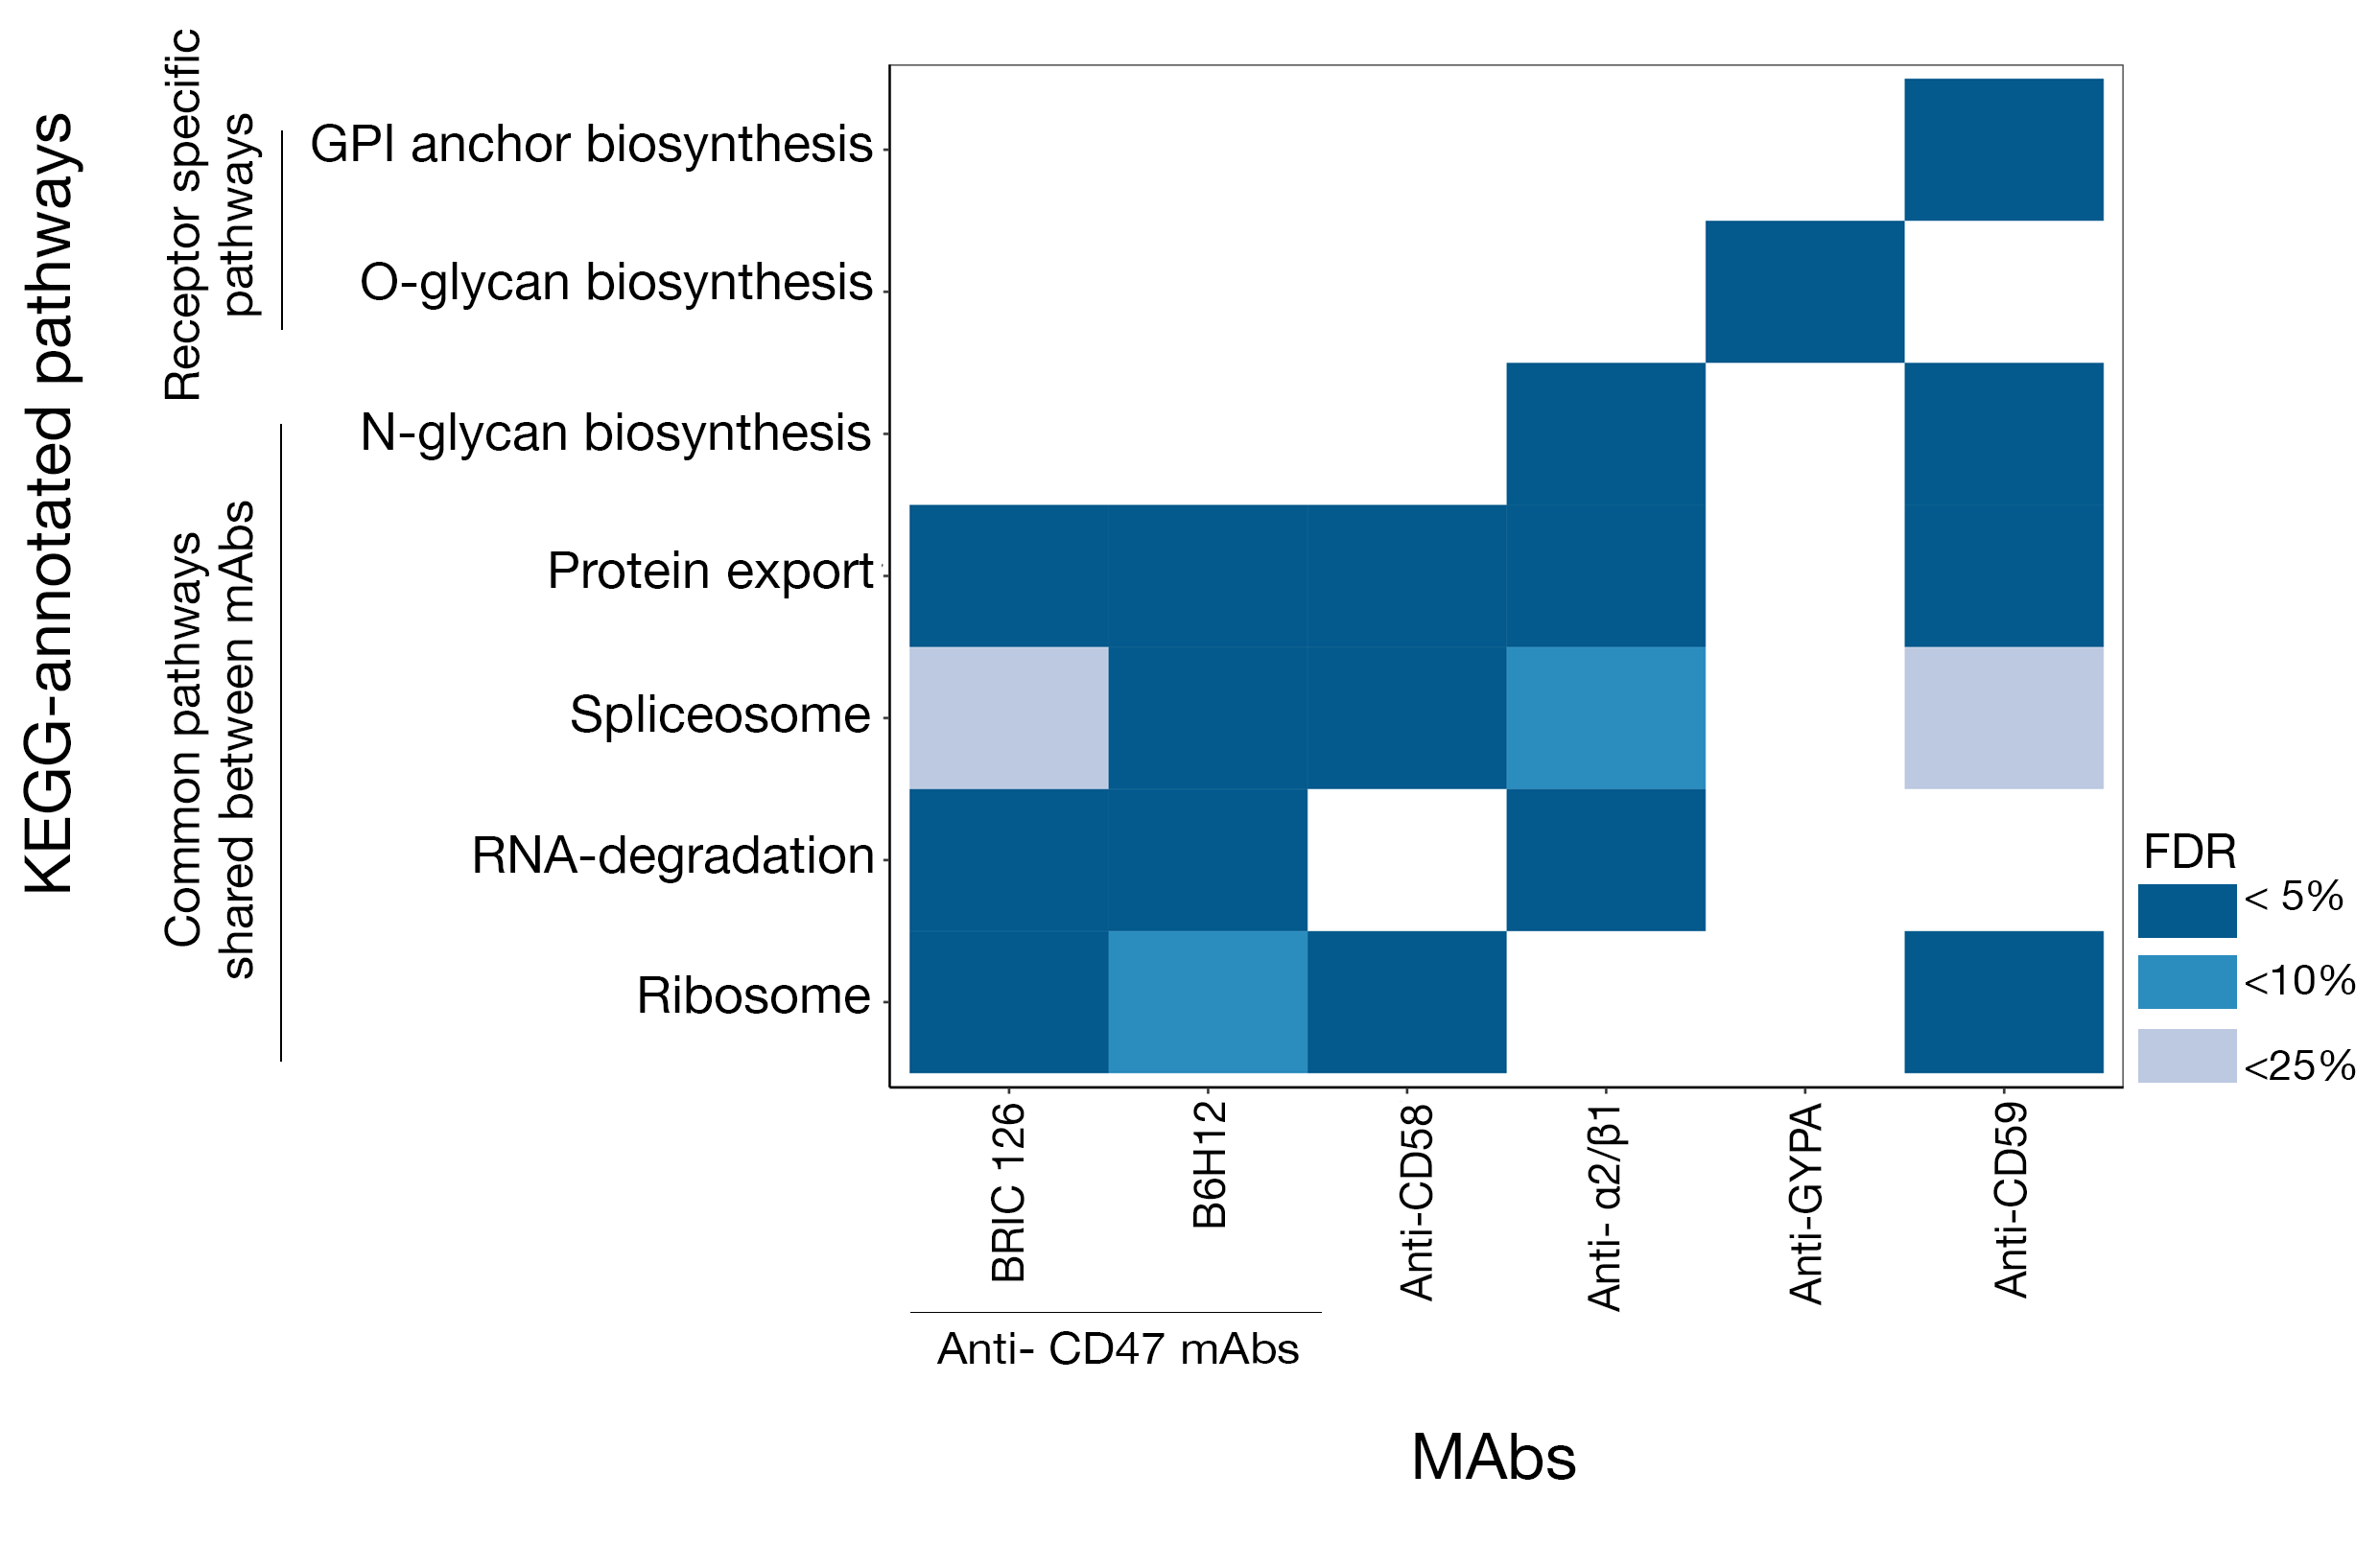 KEGG-annotated pathways
Receptor specific
pathways
Common pathways
shared between mAbs
GPI anchor biosynthesis
O-glycan biosynthesis
N-glycan biosynthesis
Protein export
Spliceosome
RNA-degradation
Ribosome
FDR
< 5%
<10%
<25%
BRIC 126
B6H12
Anti-CD58
Anti- α2/β1
Anti-GYPA
Anti-CD59
Anti- CD47 mAbs
MAbs